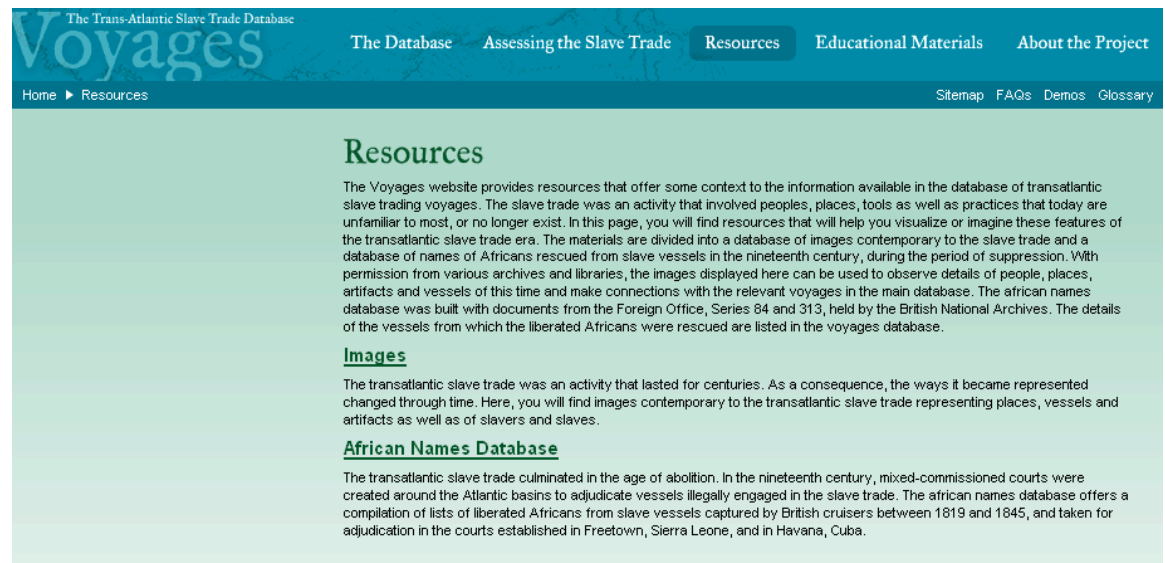 The Trans-Atlantic Slave Trade Database
Voyages
The Database Assessing the Slave Trade Resources Educational Materials About the Project
Home ▶ Resources Sitemap FAQs Demos Glossary
Resources
The Voyages website provides resources that offer some context to the information available in the database of transatlantic
slave trading voyages. The slave trade was an activity that involved peoples, places, tools as well as practices that today are
unfamiliar to most, or no longer exist. In this page, you will find resources that will help you visualize or imagine these features of
the transatlantic slave trade era. The materials are divided into a database of images contemporary to the slave trade and a
database of names of Africans rescued from slave vessels in the nineteenth century, during the period of suppression. With
permission from various archives and libraries, the images displayed here can be used to observe details of people, places,
artifacts and vessels of this time and make connections with the relevant voyages in the main database. The african names
database was built with documents from the Foreign Office, Series 84 and 313, held by the British National Archives. The details
of the vessels from which the liberated Africans were rescued are listed in the voyages database.
Images
The transatlantic slave trade was an activity that lasted for centuries. As a consequence, the ways it became represented
changed through time. Here, you will find images contemporary to the transatlantic slave trade representing places, vessels and
artifacts as well as of slavers and slaves.
African Names Database
The transatlantic slave trade culminated in the age of abolition. In the nineteenth century, mixed-commissioned courts were
created around the Atlantic basins to adjudicate vessels illegally engaged in the slave trade. The african names database offers a
compilation of lists of liberated Africans from slave vessels captured by British cruisers between 1819 and 1845, and taken for
adjudication in the courts established in Freetown, Sierra Leone, and in Havana, Cuba.